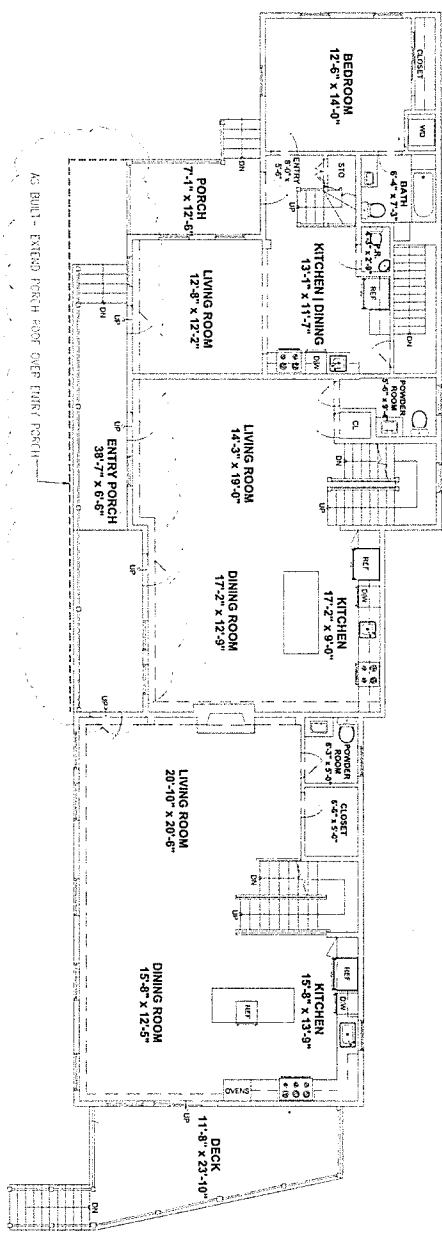 CLOSET
WD
BEDROOM
12'-6" x 14'-0"
BATH
6'-4" x 7'-3"
STO
ENTRY
UP
DN
PORCH
7'-1" x 12'-6"
P.R.
REF
DN
KITCHEN | DINING
13'-1" x 11'-7"
DW
LIVING ROOM
12'-8" x 12'-2"
DN
UP
UP
ENTRY PORCH
38'-7" x 6'-6"
AS BUILT - EXTEND PORCH ROOF OVER ENTRY PORCH
POWDER
ROOM
CL
DN
UP
LIVING ROOM
14'-3" x 19'-0"
REF
DW
KITCHEN
17'-2" x 9'-0"
DINING ROOM
17'-2" x 12'-9"
UP
UP
POWDER
ROOM
6'-3" x 5'-0"
CLOSET
DN
UP
LIVING ROOM
20'-10" x 20'-6"
REF
DW
KITCHEN
15'-8" x 13'-9"
REF
DINING ROOM
15'-8" x 12'-5"
OVENS
UP
DECK
11'-8" x 23'-10"
DN